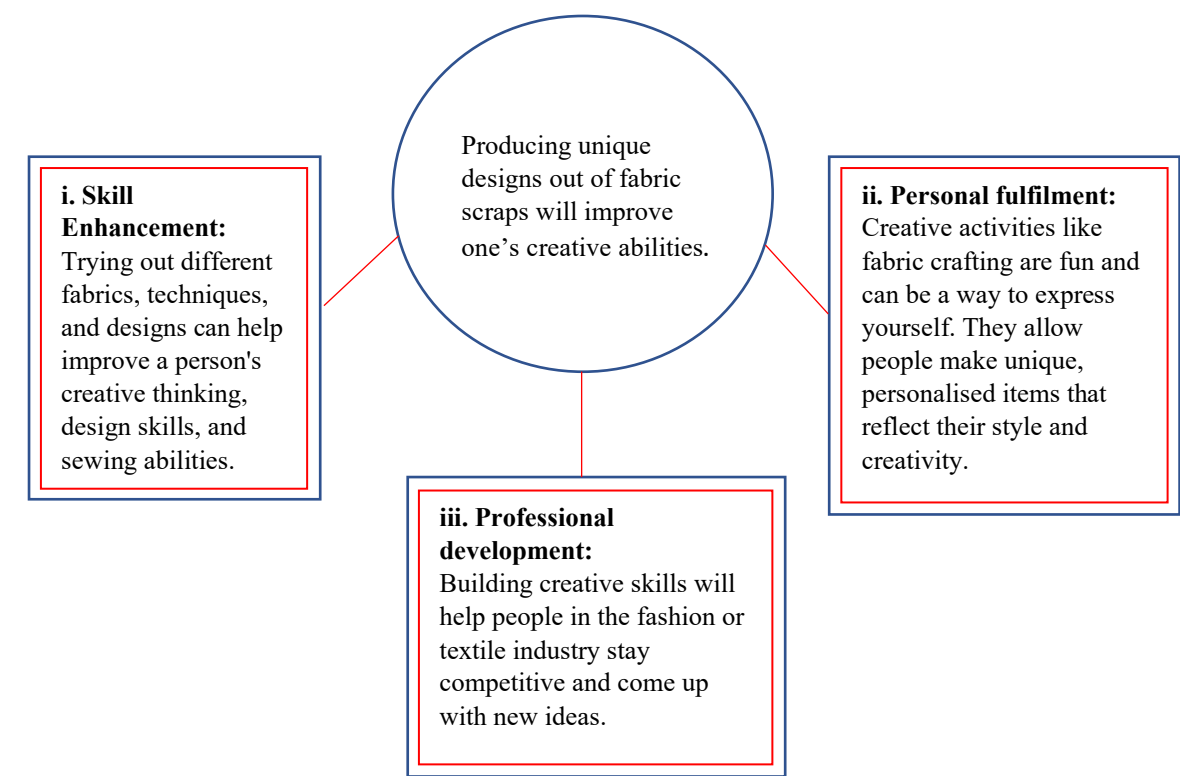 Producing unique
designs out of fabric
scraps will improve
one’s creative abilities.
i. Skill
Enhancement:
Trying out different
fabrics, techniques,
and designs can help
improve a person's
creative thinking,
design skills, and
sewing abilities.
ii. Personal fulfilment:
Creative activities like
fabric crafting are fun and
can be a way to express
yourself. They allow
people make unique,
personalised items that
reflect their style and
creativity.
iii. Professional
development:
Building creative skills will
help people in the fashion or
textile industry stay
competitive and come up
with new ideas.